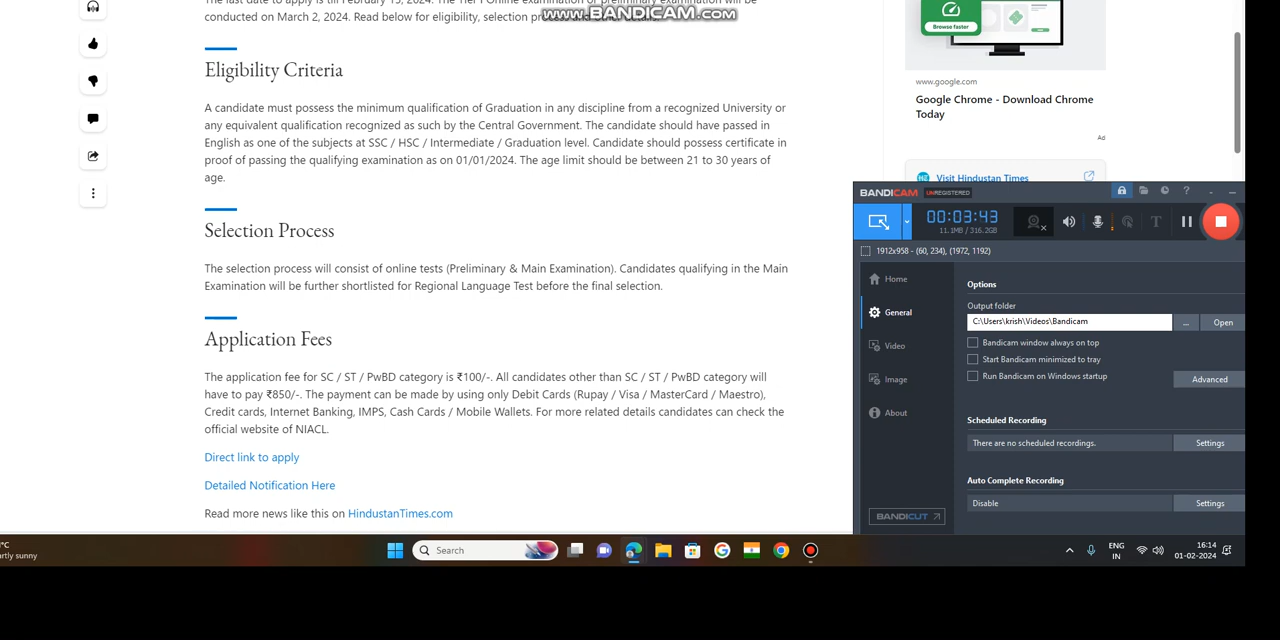 The last date to apply is till February 15, 2024. The Tier I Online examination or preliminary examination will be
conducted on March 2, 2024. Read below for eligibility, selection process and other details.
WWW.BANDICAM.COM
Eligibility Criteria
A candidate must possess the minimum qualification of Graduation in any discipline from a recognized University or
any equivalent qualification recognized as such by the Central Government. The candidate should have passed in
English as one of the subjects at SSC / HSC / Intermediate / Graduation level. Candidate should possess certificate in
proof of passing the qualifying examination as on 01/01/2024. The age limit should be between 21 to 30 years of
age.
Selection Process
The selection process will consist of online tests (Preliminary & Main Examination). Candidates qualifying in the Main
Examination will be further shortlisted for Regional Language Test before the final selection.
Application Fees
The application fee for SC / ST / PwBD category is ₹100/-. All candidates other than SC / ST / PwBD category will
have to pay ₹850/-. The payment can be made by using only Debit Cards (Rupay / Visa / MasterCard / Maestro),
Credit cards, Internet Banking, IMPS, Cash Cards / Mobile Wallets. For more related details candidates can check the
official website of NIACL.
Direct link to apply
Detailed Notification Here
Read more news like this on HindustanTimes.com
Browse faster
www.google.com
Google Chrome - Download Chrome
Today
Ad
Visit Hindustan Times
BANDICAM UNREGISTERED
00:03:43
11.1MB / 316.2GB
1912x958 - (60, 234), (1972, 1192)
Home
General
Video
Image
About
BANDICUT
Options
Output folder
C:\Users\krish\Videos\Bandicam
... Open
Bandicam window always on top
Start Bandicam minimized to tray
Run Bandicam on Windows startup
Advanced
Scheduled Recording
There are no scheduled recordings. Settings
Auto Complete Recording
Disable Settings
°C
artly sunny
Search
ENG
IN
16:14
01-02-2024